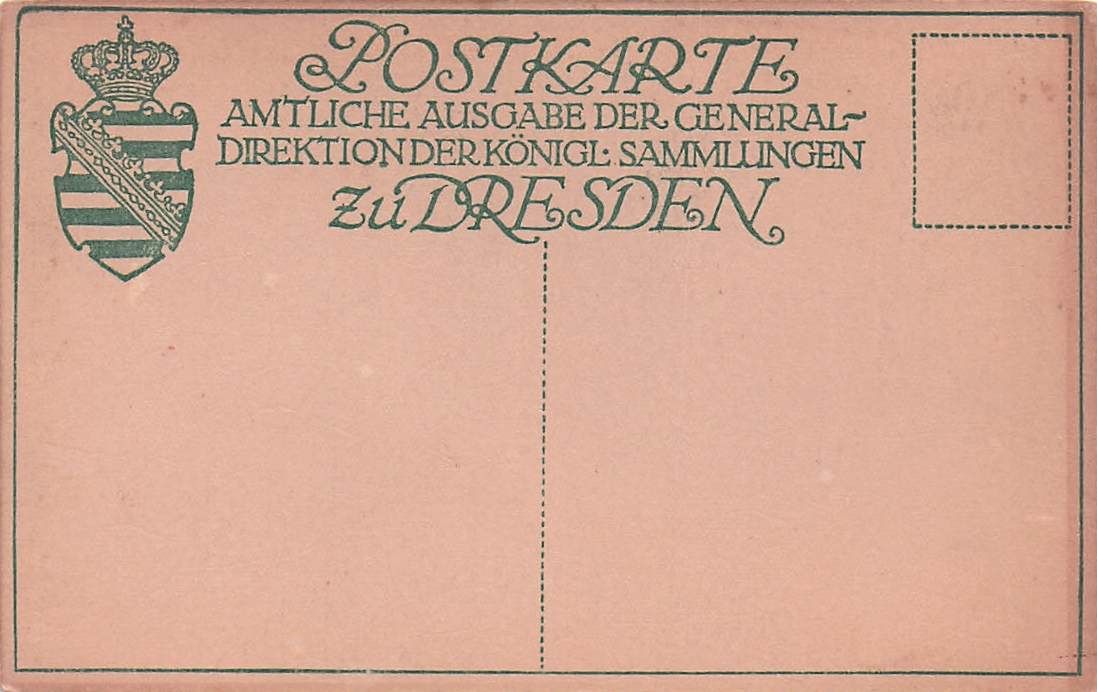 POSTKARTE
AMTLICHE AUSGABE DER GENERAL-
DIREKTION DER KÖNIGL. SAMMLUNGEN
zu DRESDEN